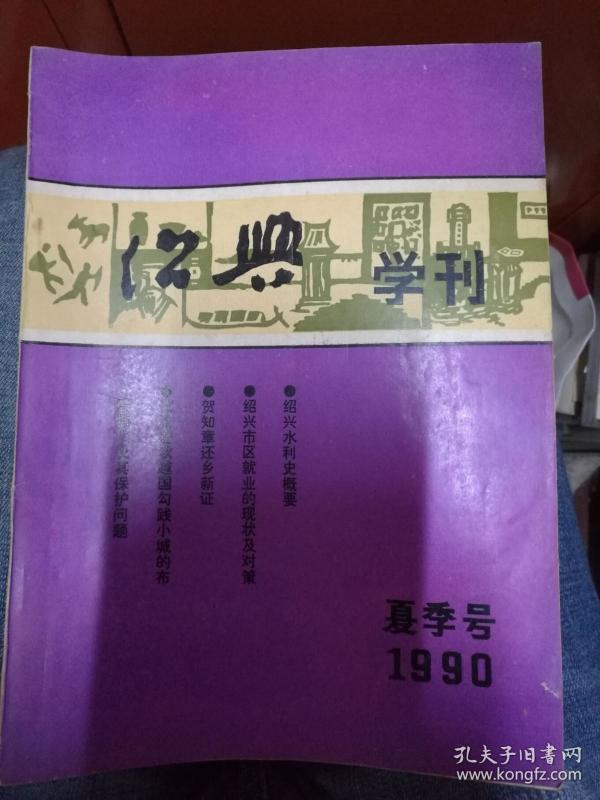 绍兴
学刊
●绍兴水利史概要
●绍兴市区就业的现状及对策
●贺知章还乡新证
越国勾践小城的布
其保护问题
夏季号
1990
孔夫子旧书网
www.kongfz.com